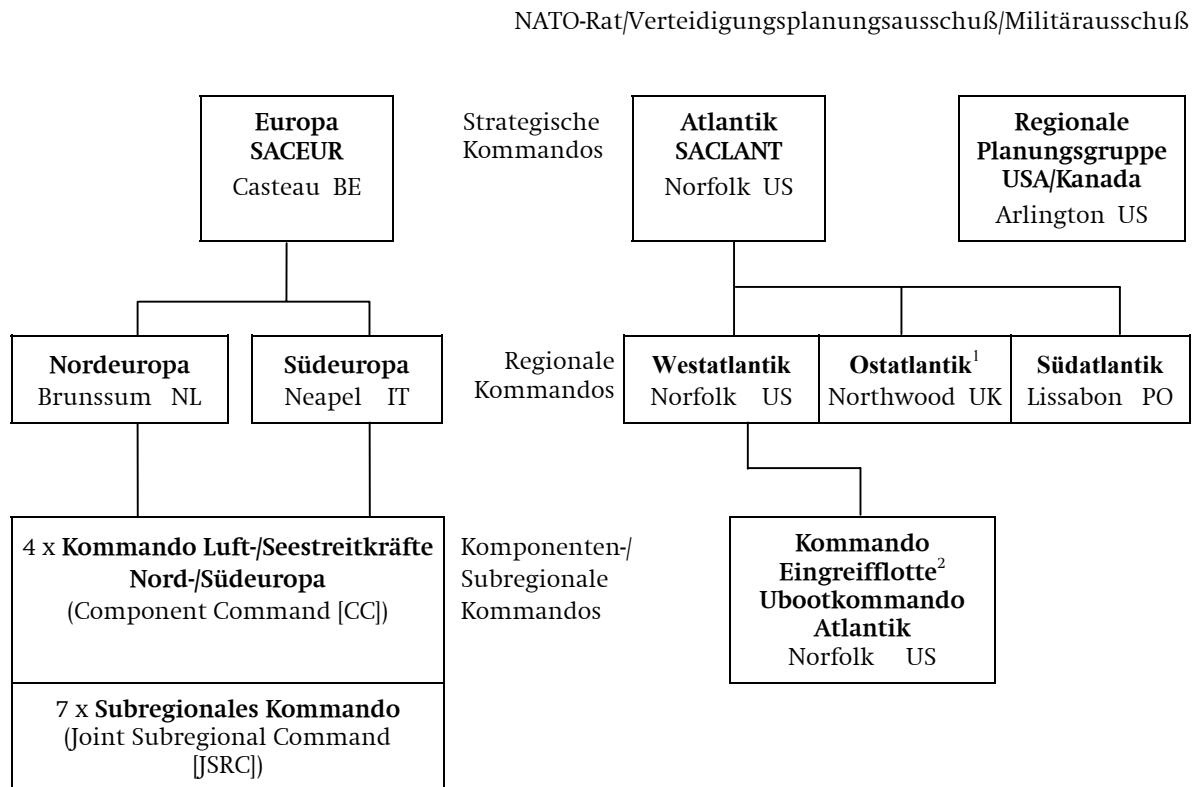 NATO-Rat/Verteidigungsplanungsausschuß/Militärausschuß
Europa
SACEUR
Casteau BE
Strategische
Kommandos
Atlantik
SACLANT
Norfolk US
Regionale
Planungsgruppe
USA/Kanada
Arlington US
Nordeuropa
Brunssum NL
Südeuropa
Neapel IT
Regionale
Kommandos
Westatlantik
Norfolk US
Ostatlantik¹
Northwood UK
Südatlantik
Lissabon PO
4 x Kommando Luft-/Seestreitkräfte
Nord-/Südeuropa
(Component Command [CC])
Komponenten-/
Subregionale
Kommandos
Kommando
Eingreifflotte²
Ubootkommando
Atlantik
Norfolk US
7 x Subregionales Kommando
(Joint Subregional Command
[JSRC])